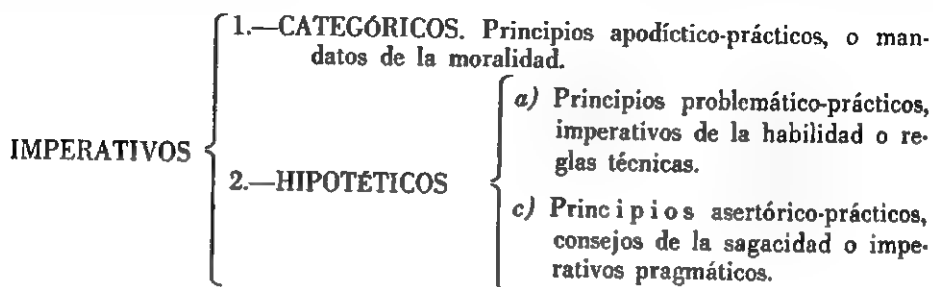 1.—CATEGÓRICOS. Principios apodíctico-prácticos, o man-
datos de la moralidad.
IMPERATIVOS
2.—HIPOTÉTICOS
a) Principios problemático-prácticos,
imperativos de la habilidad o re-
glas técnicas.
c) Principios asertórico-prácticos,
consejos de la sagacidad o impe-
rativos pragmáticos.